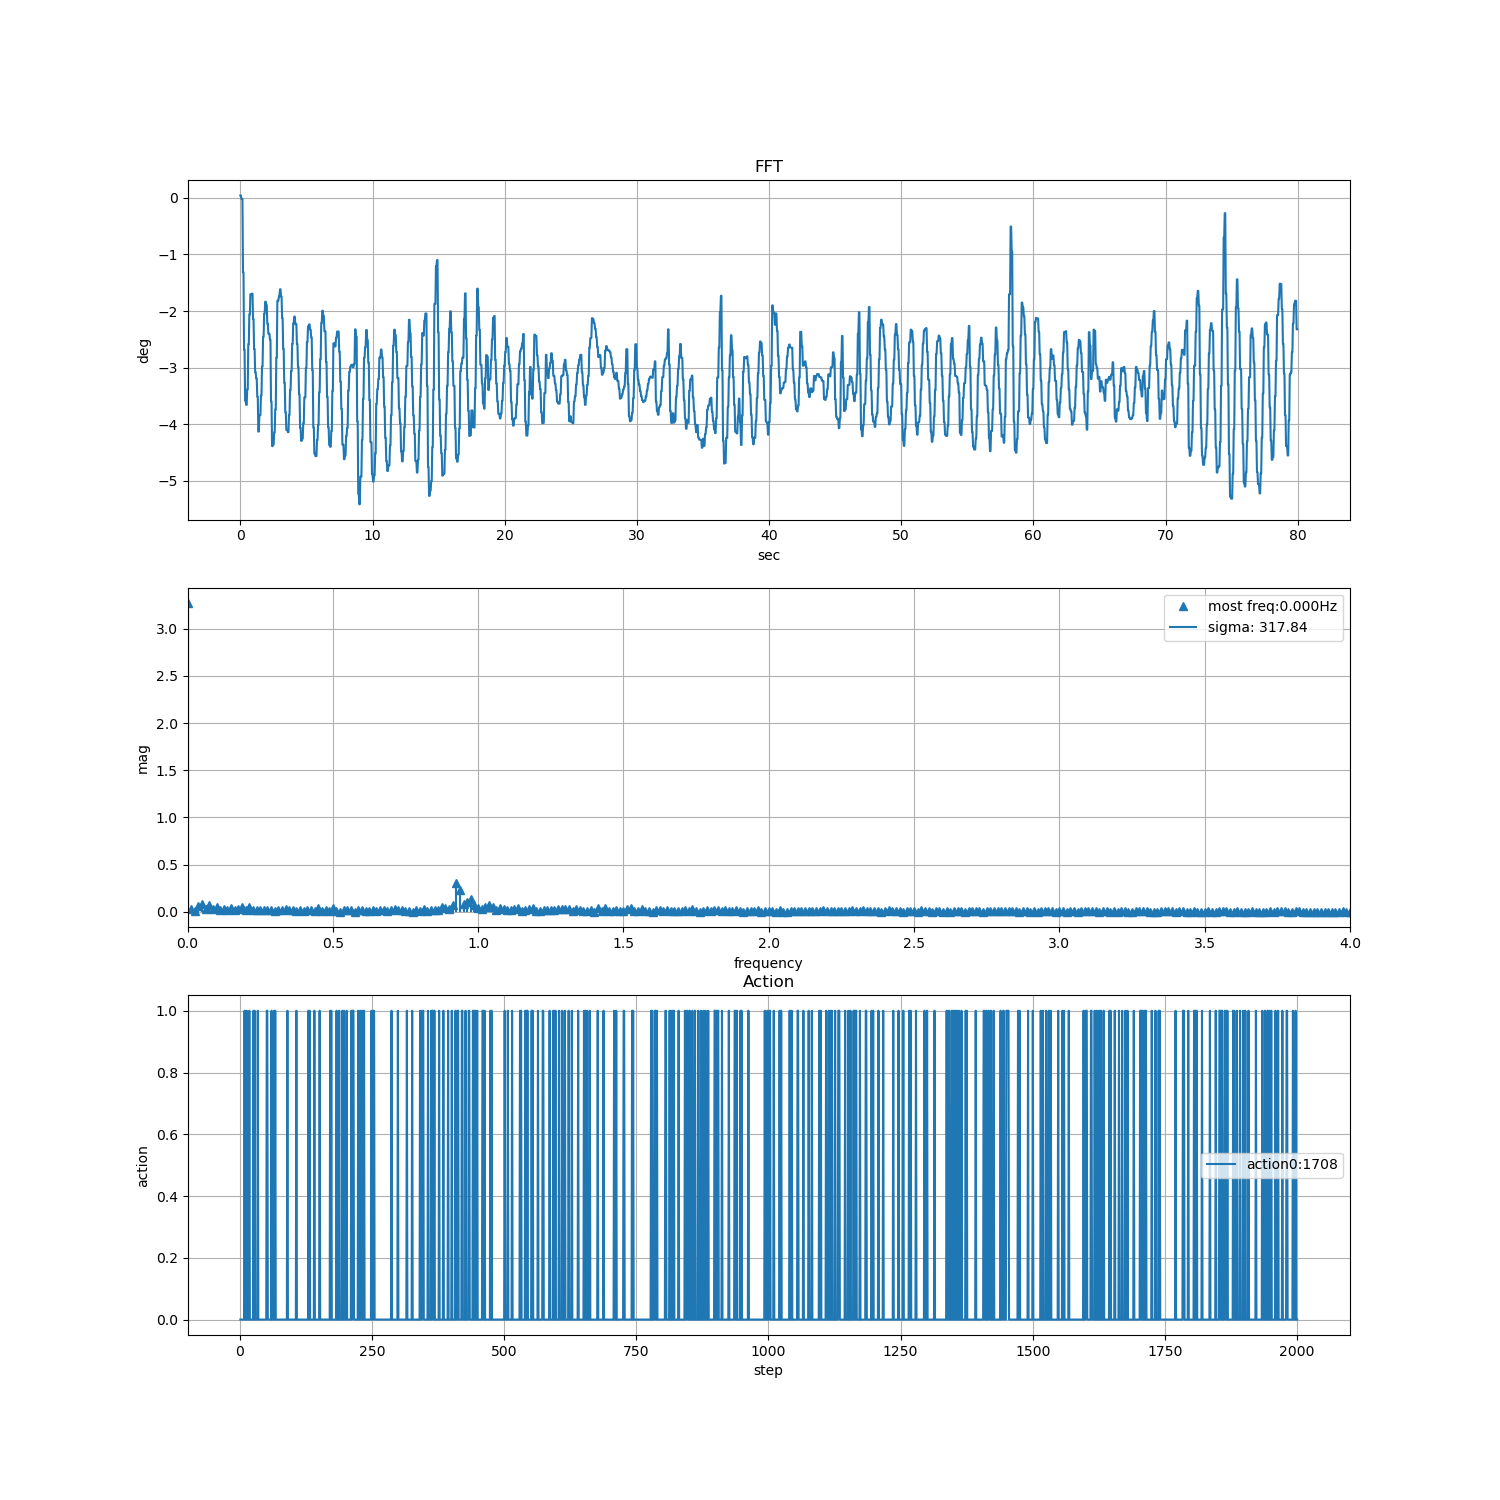 FFT
0
−1
−2
−3
−4
−5
deg
0 10 20 30 40 50 60 70 80
sec
most freq:0.000Hz
sigma: 317.84
3.0
2.5
2.0
1.5
1.0
0.5
0.0
mag
0.0 0.5 1.0 1.5 2.0 2.5 3.0 3.5 4.0
frequency
Action
1.0
0.8
0.6
0.4
0.2
0.0
action
action0:1708
0 250 500 750 1000 1250 1500 1750 2000
step